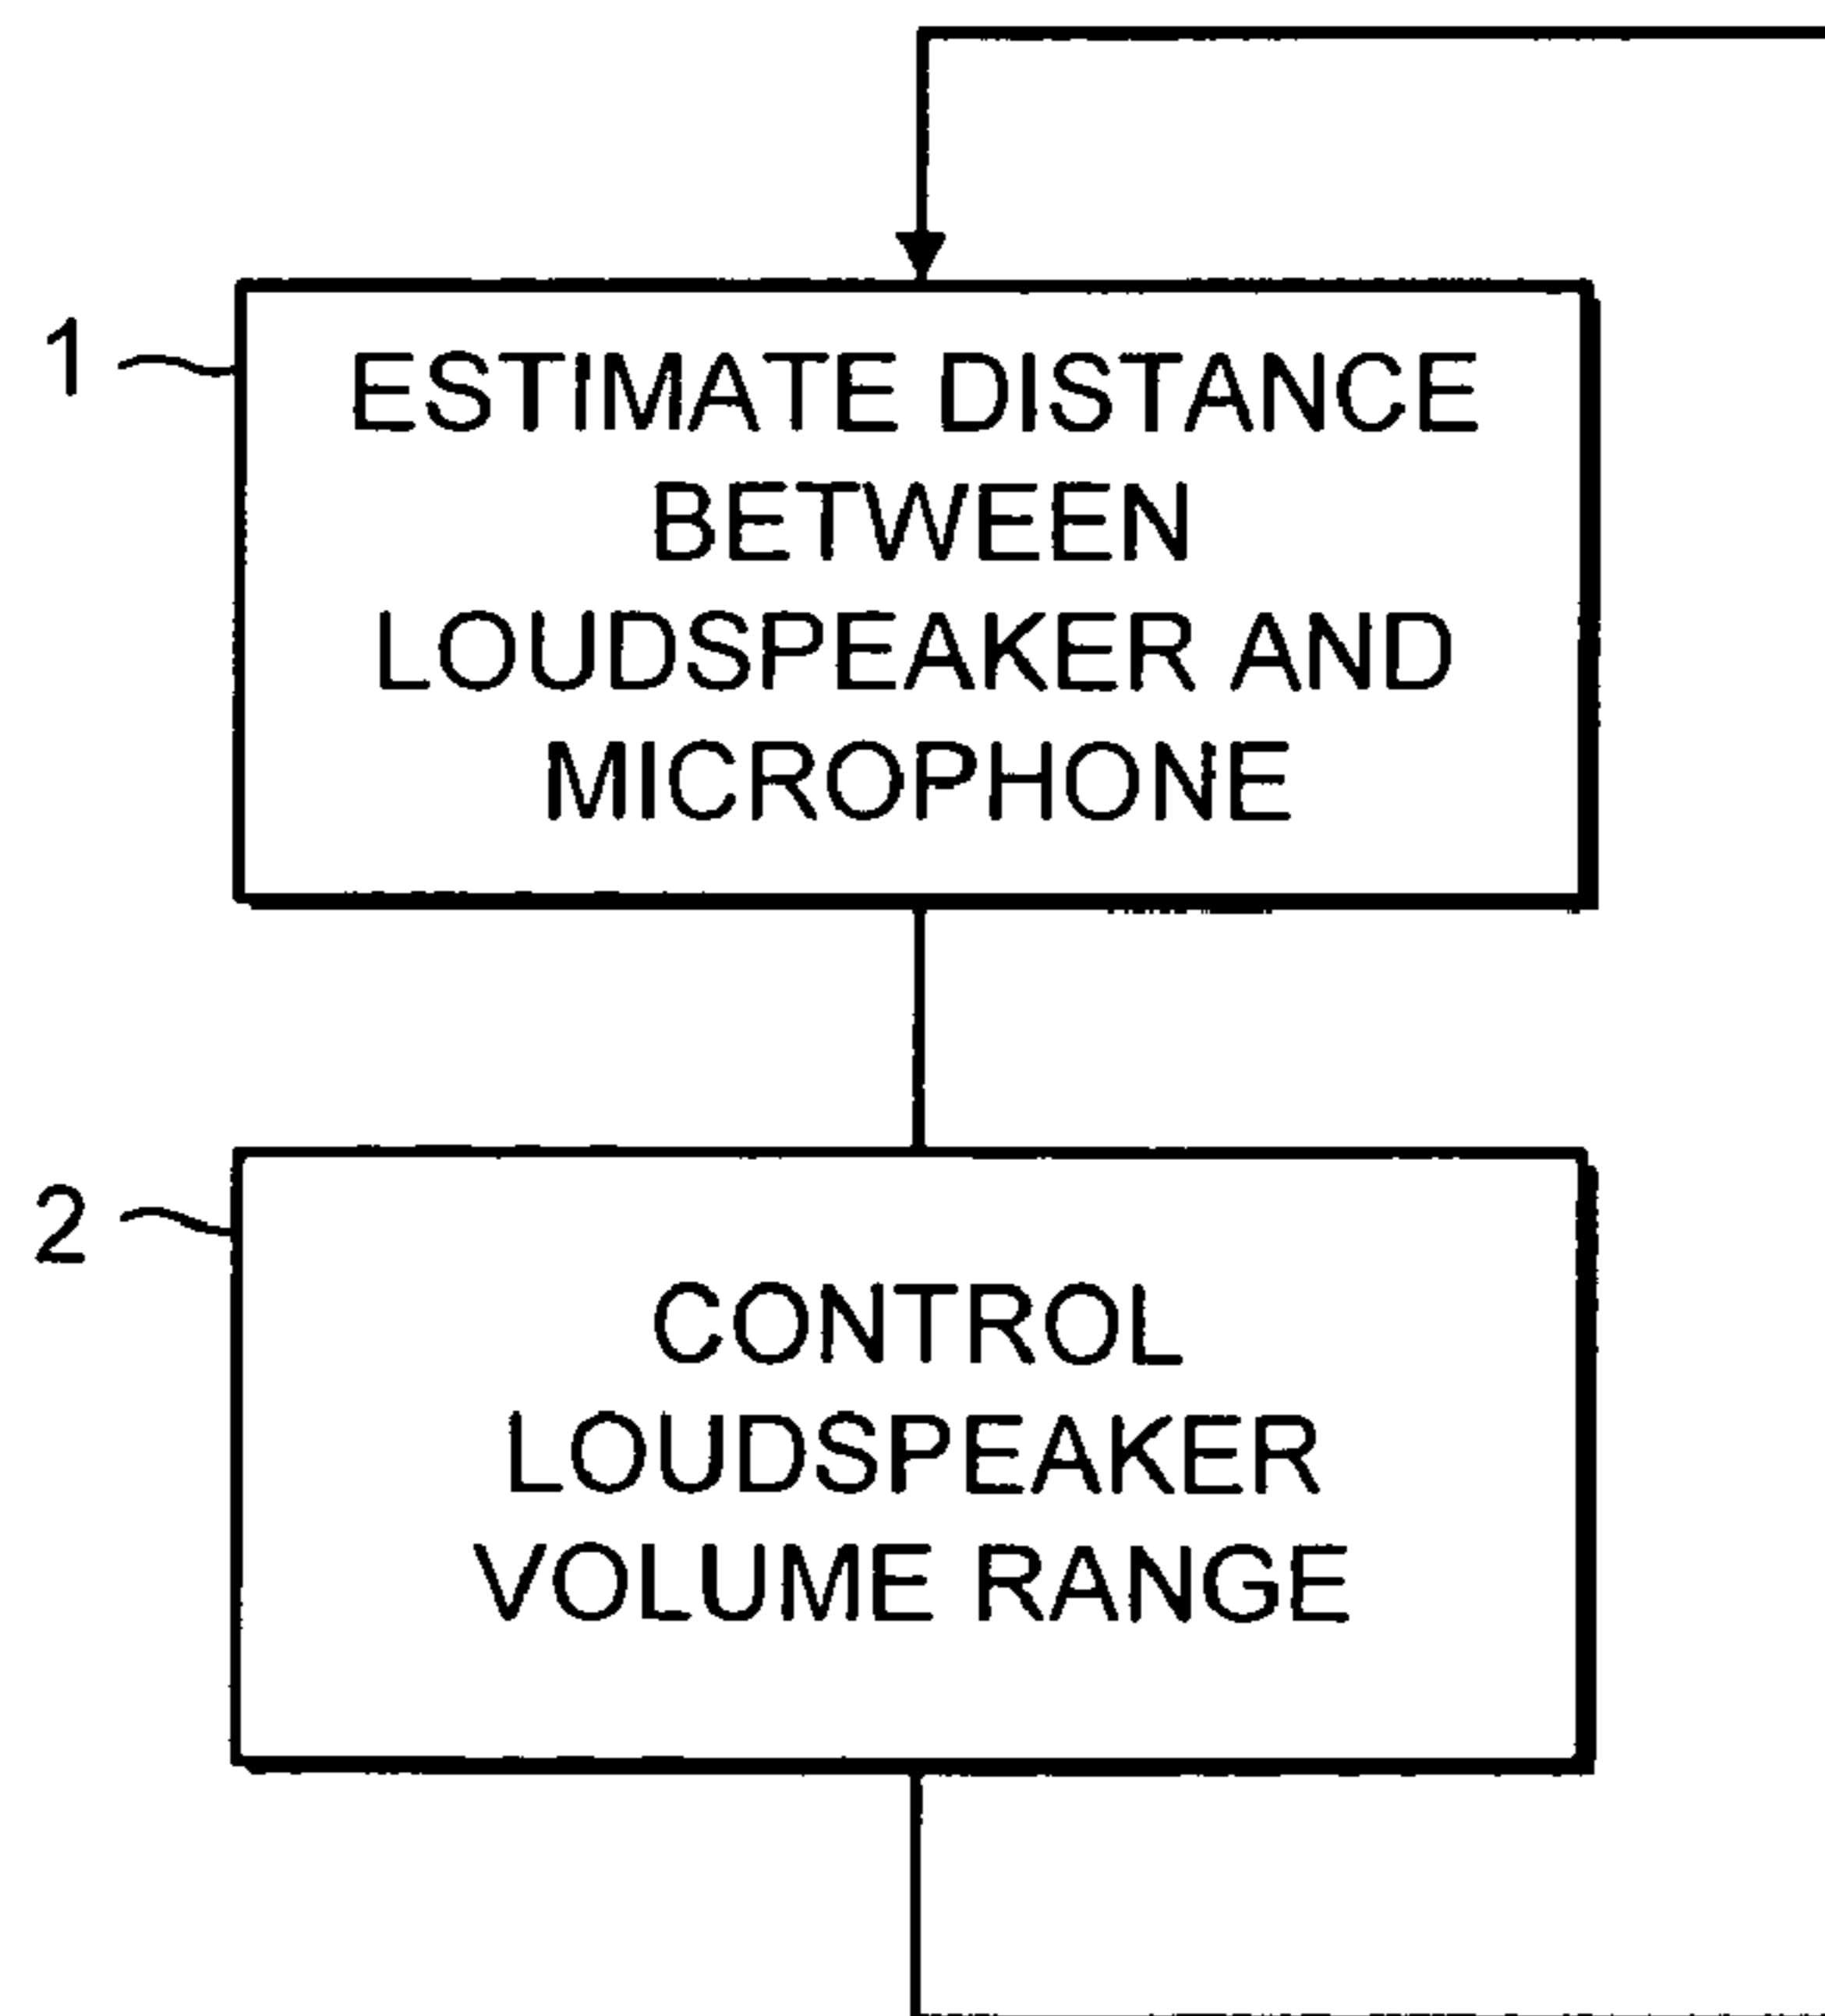 1
ESTIMATE DISTANCE
BETWEEN
LOUDSPEAKER AND
MICROPHONE
2
CONTROL
LOUDSPEAKER
VOLUME RANGE